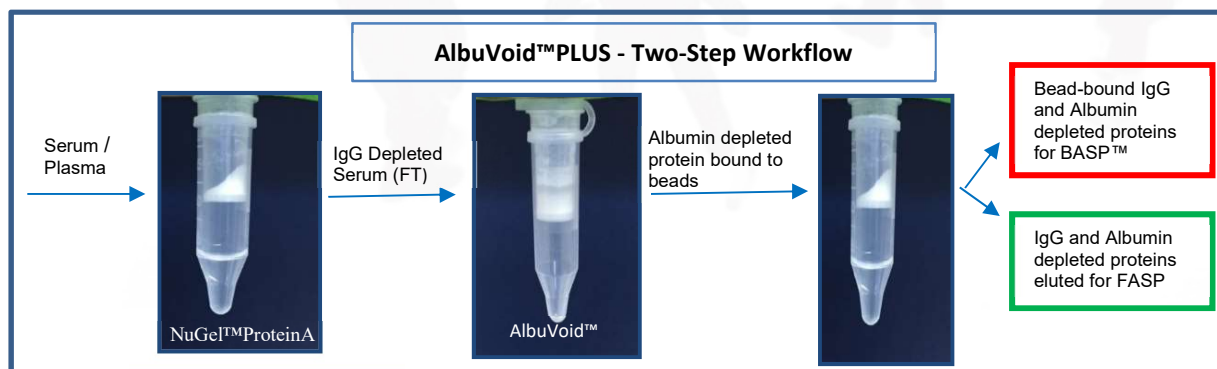 AlbuVoid™PLUS - Two-Step Workflow
Serum /
Plasma
NuGel™ProteinA
IgG Depleted
Serum (FT)
AlbuVoid™
Albumin depleted
protein bound to
beads
Bead-bound IgG
and Albumin
depleted proteins
for BASP™
IgG and Albumin
depleted proteins
eluted for FASP